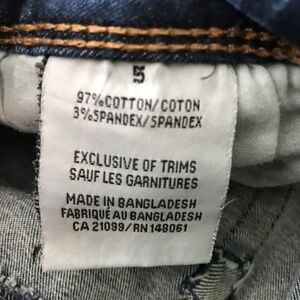 5
97%COTTON/COTON
3%SPANDEX/SPANDEX
EXCLUSIVE OF TRIMS
SAUF LES GARNITURES
MADE IN BANGLADESH
FABRIQUÉ AU BANGLADESH
CA 21099/RN 148061